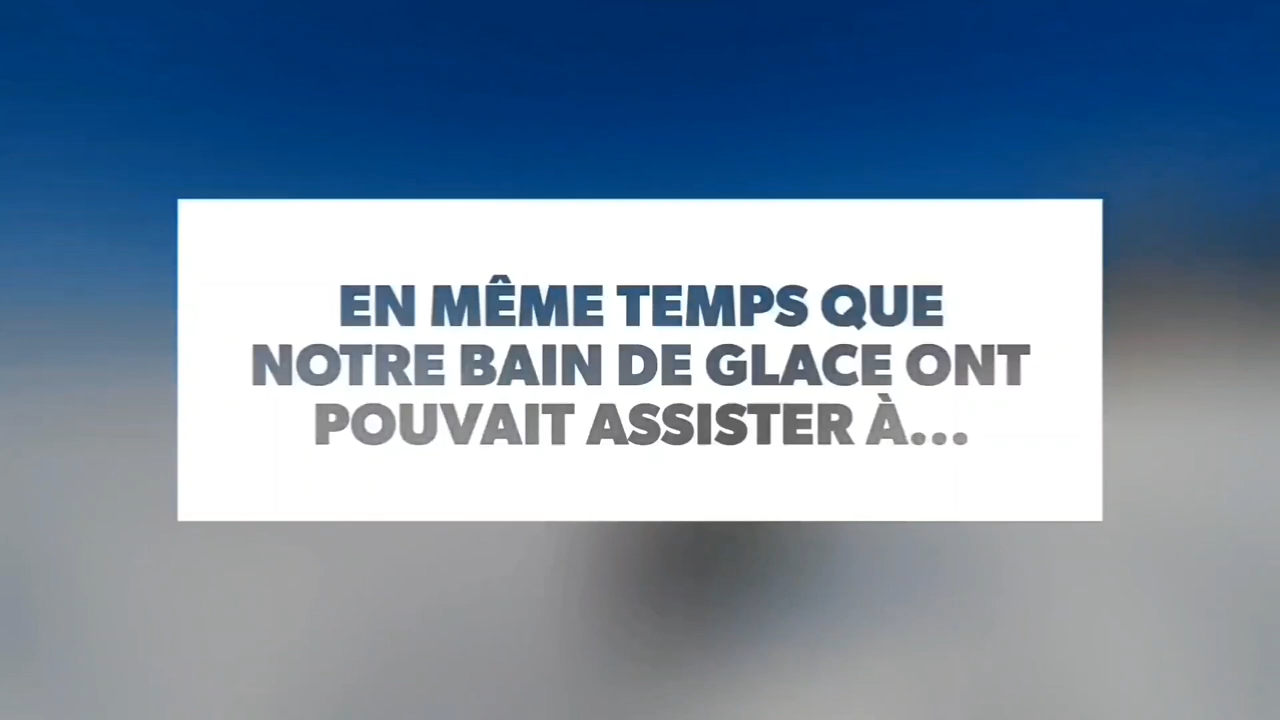 EN MÊME TEMPS QUE
NOTRE BAIN DE GLACE ONT
POUVAIT ASSISTER À...